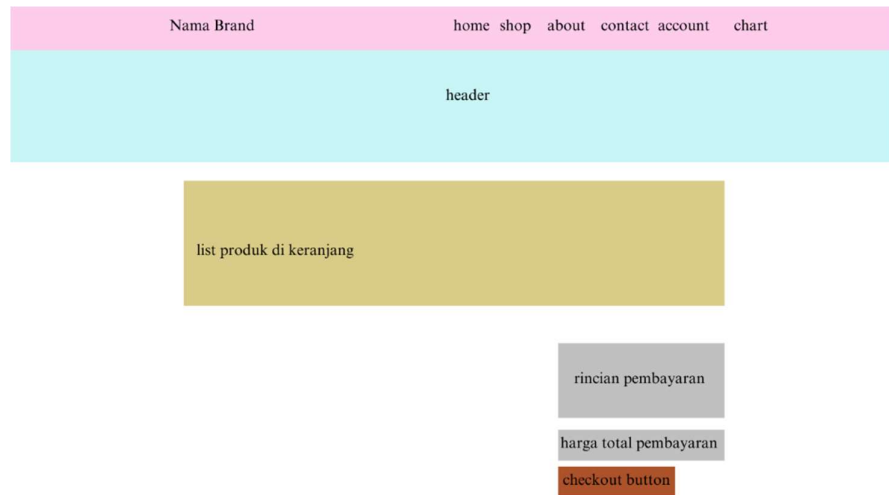 Nama Brand home shop about contact account chart
header
list produk di keranjang
rincian pembayaran
harga total pembayaran
checkout button